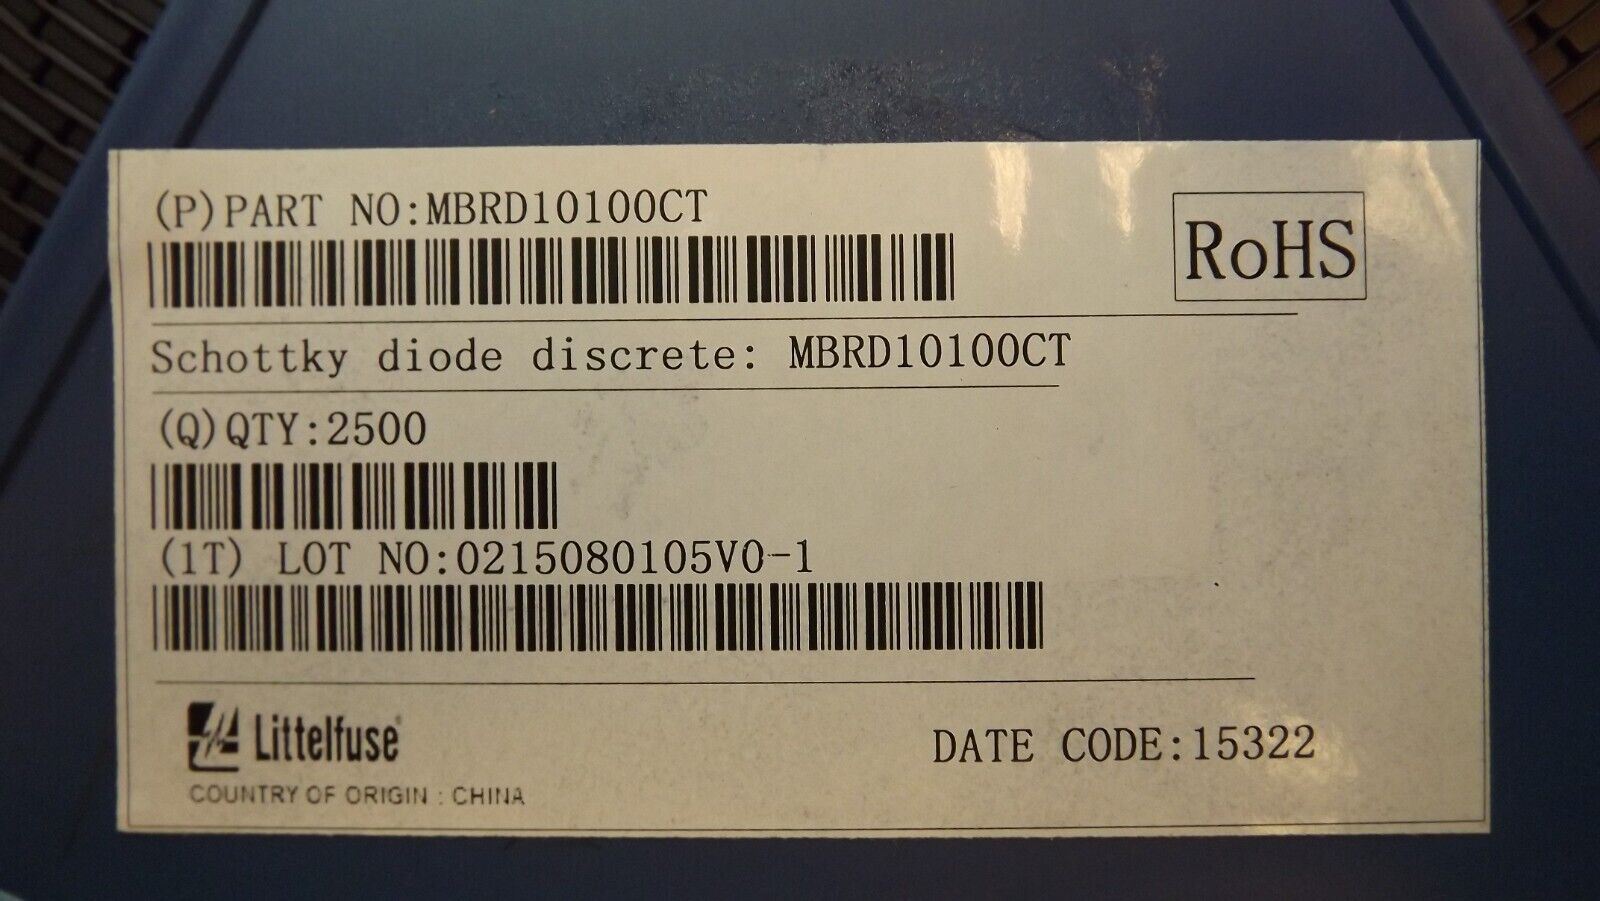 (P)PART NO:MBRD10100CT
RoHS
Schottky diode discrete: MBRD10100CT
(Q)QTY:2500
(1T) LOT NO:0215080105V0-1
Littelfuse®
DATE CODE:15322
COUNTRY OF ORIGIN : CHINA